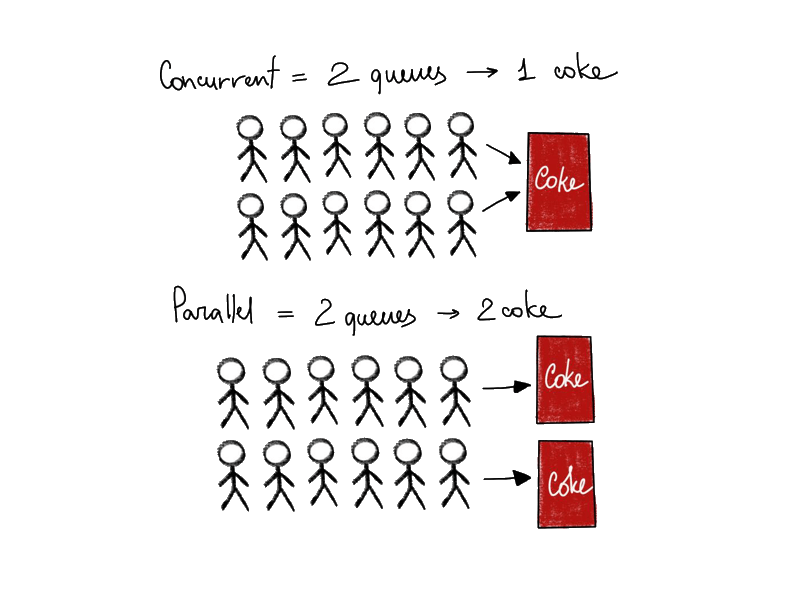 Concurrent = 2 queues → 1 coke
Coke
Parallel = 2 queues → 2 coke
Coke
Coke